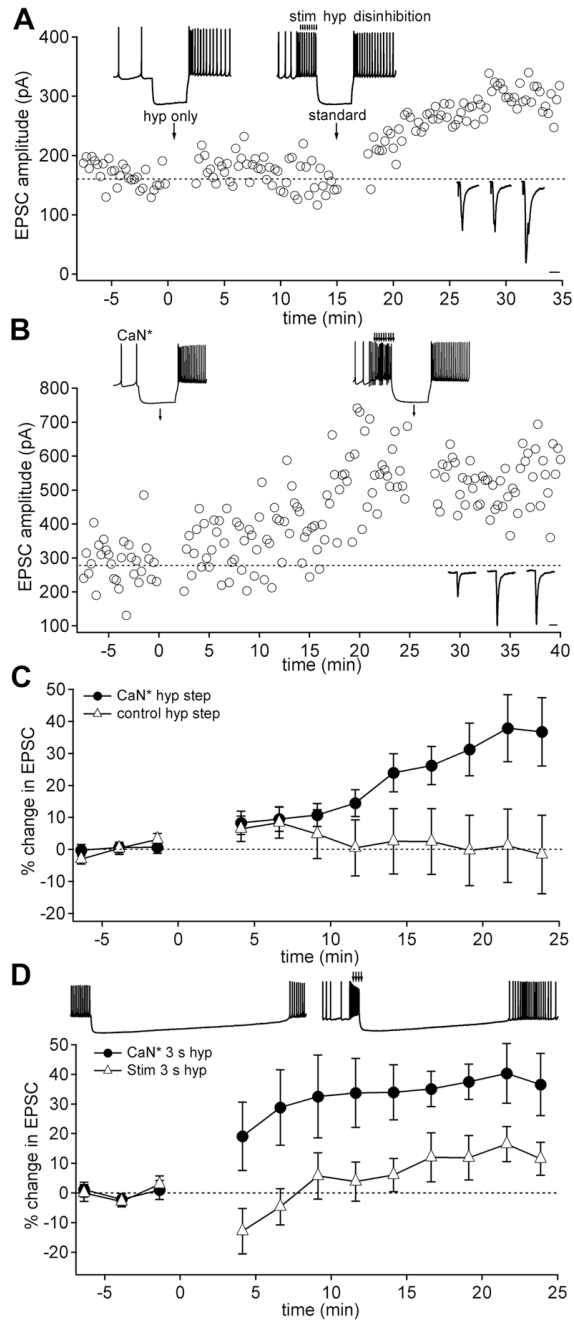 A
stim hyp disinhibition
EPSC amplitude (pA)
400
300
200
100
0
hyp only
standard
-5 0 5 10 15 20 25 30 35
time (min)
B
CaN*
EPSC amplitude (pA)
800
700
600
500
400
300
200
100
-5 0 5 10 15 20 25 30 35 40
time (min)
C
% change in EPSC
50
40
30
20
10
0
-10
-20
CaN* hyp step
control hyp step
-5 0 5 10 15 20 25
time (min)
D
% change in EPSC
50
40
30
20
10
0
-10
-20
CaN* 3 s hyp
Stim 3 s hyp
-5 0 5 10 15 20 25
time (min)